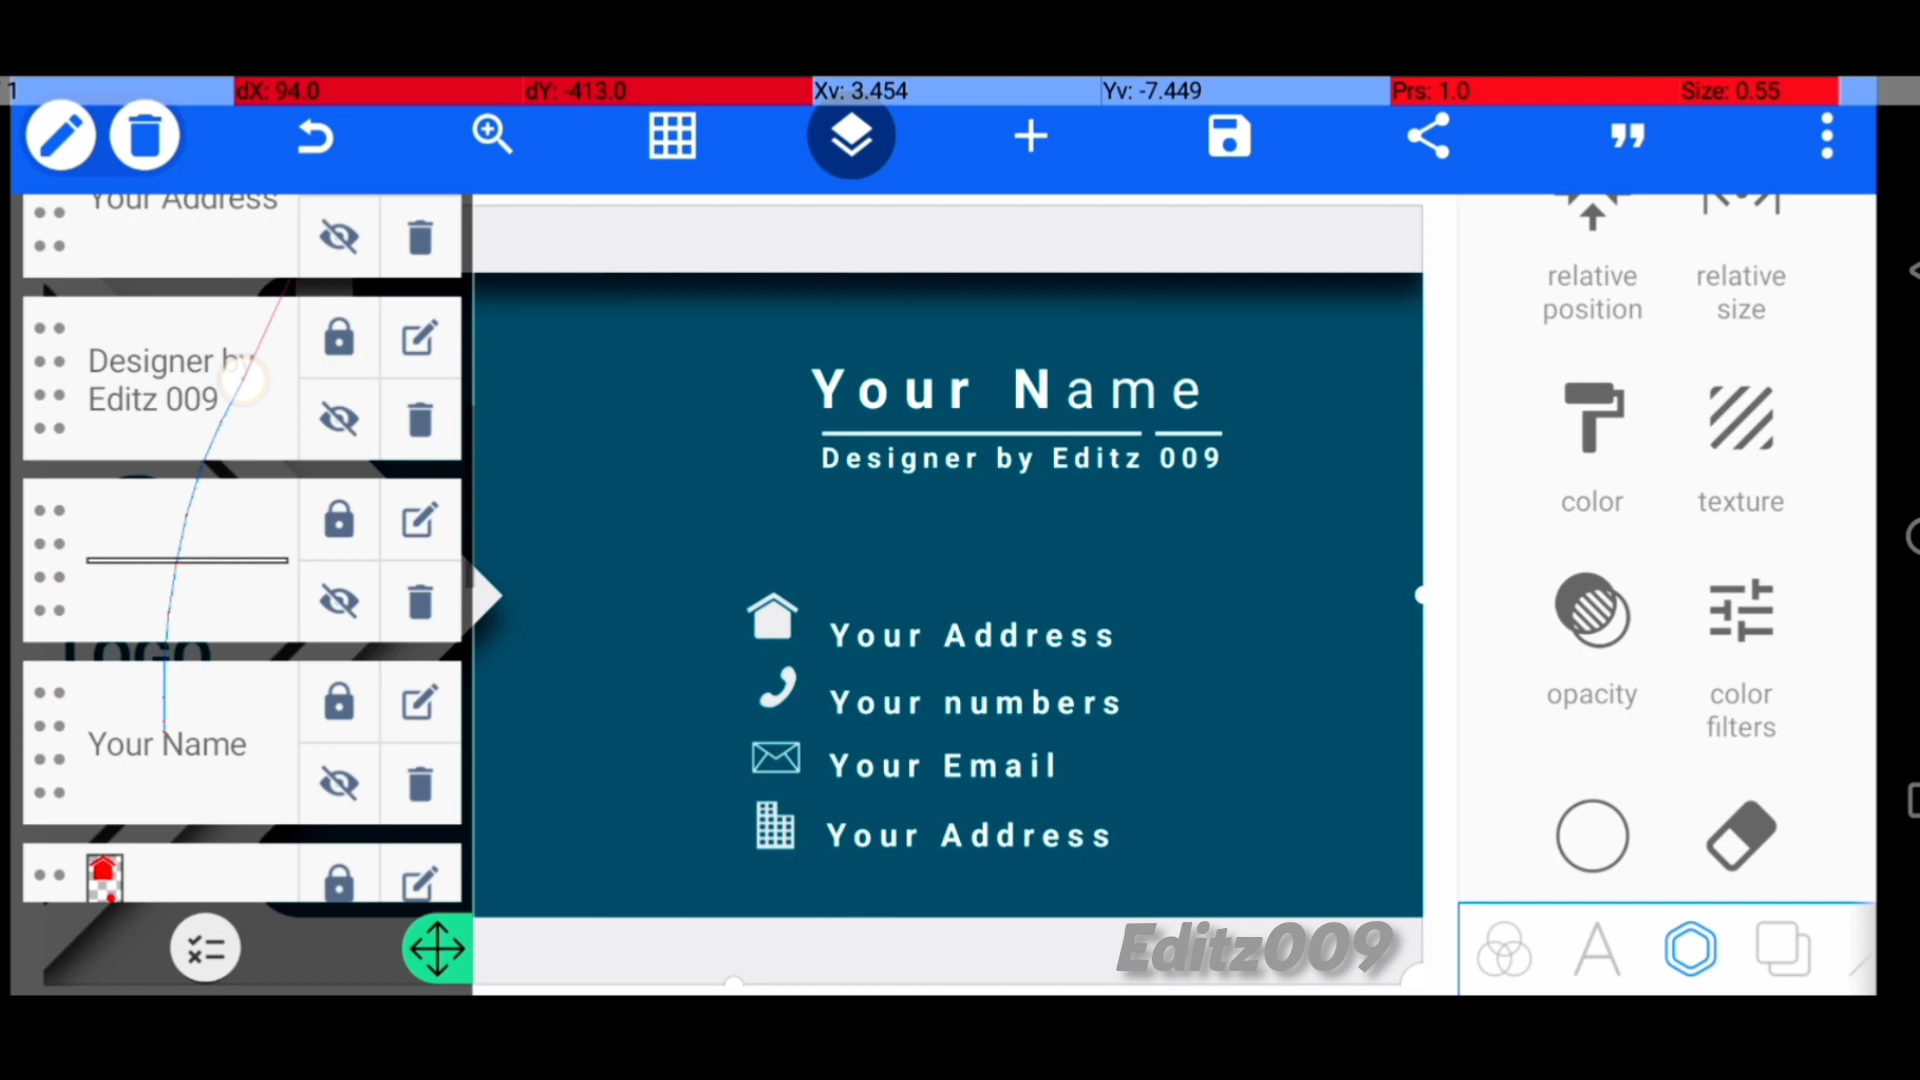 1 dX: 94.0 dY: -413.0 Xv: 3.454 Yv: -7.449 Prs: 1.0 Size: 0.55
Your Address
Designer by
Editz 009
LOGO
Your Name
Your Name
Designer by Editz 009
Your Address
Your numbers
Your Email
Your Address
Editz009
relative
position
relative
size
color
texture
opacity
color
filters